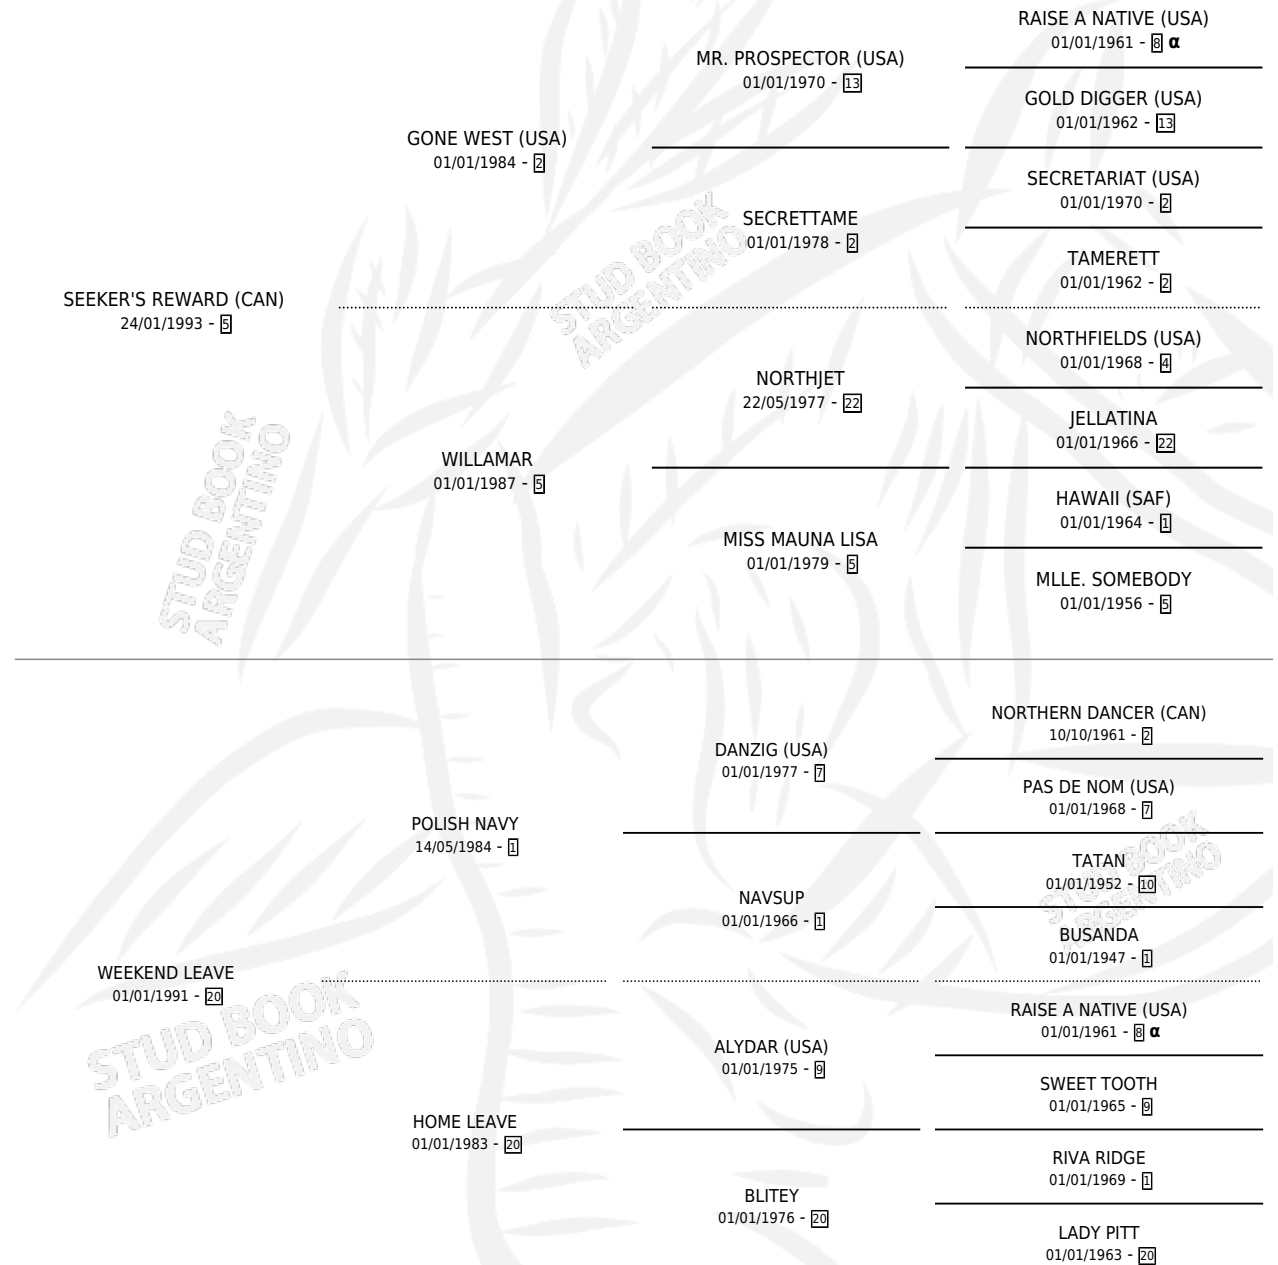 RAISE A NATIVE (USA)
01/01/1961 - 8 α
MR. PROSPECTOR (USA)
01/01/1970 - 13
GOLD DIGGER (USA)
01/01/1962 - 13
GONE WEST (USA)
01/01/1984 - 2
SECRETARIAT (USA)
01/01/1970 - 2
SECRETTAME
01/01/1978 - 2
TAMERETT
01/01/1962 - 2
SEEKER'S REWARD (CAN)
24/01/1993 - 5
NORTHFIELDS (USA)
01/01/1968 - 4
NORTHJET
22/05/1977 - 22
JELLATINA
01/01/1966 - 22
WILLAMAR
01/01/1987 - 5
HAWAII (SAF)
01/01/1964 - 1
MISS MAUNA LISA
01/01/1979 - 5
MLLE. SOMEBODY
01/01/1956 - 5
NORTHERN DANCER (CAN)
10/10/1961 - 2
DANZIG (USA)
01/01/1977 - 7
PAS DE NOM (USA)
01/01/1968 - 7
POLISH NAVY
14/05/1984 - 1
TATAN
01/01/1952 - 10
NAVSUP
01/01/1966 - 1
BUSANDA
01/01/1947 - 1
WEEKEND LEAVE
01/01/1991 - 20
RAISE A NATIVE (USA)
01/01/1961 - 8 α
ALYDAR (USA)
01/01/1975 - 9
SWEET TOOTH
01/01/1965 - 9
HOME LEAVE
01/01/1983 - 20
RIVA RIDGE
01/01/1969 - 1
BLITEY
01/01/1976 - 20
LADY PITT
01/01/1963 - 20
STUD BOOK
ARGENTINO
STUD BOOK
ARGENTINO
STUD BOOK
ARGENTINO
STUD BOOK
ARGENTINO